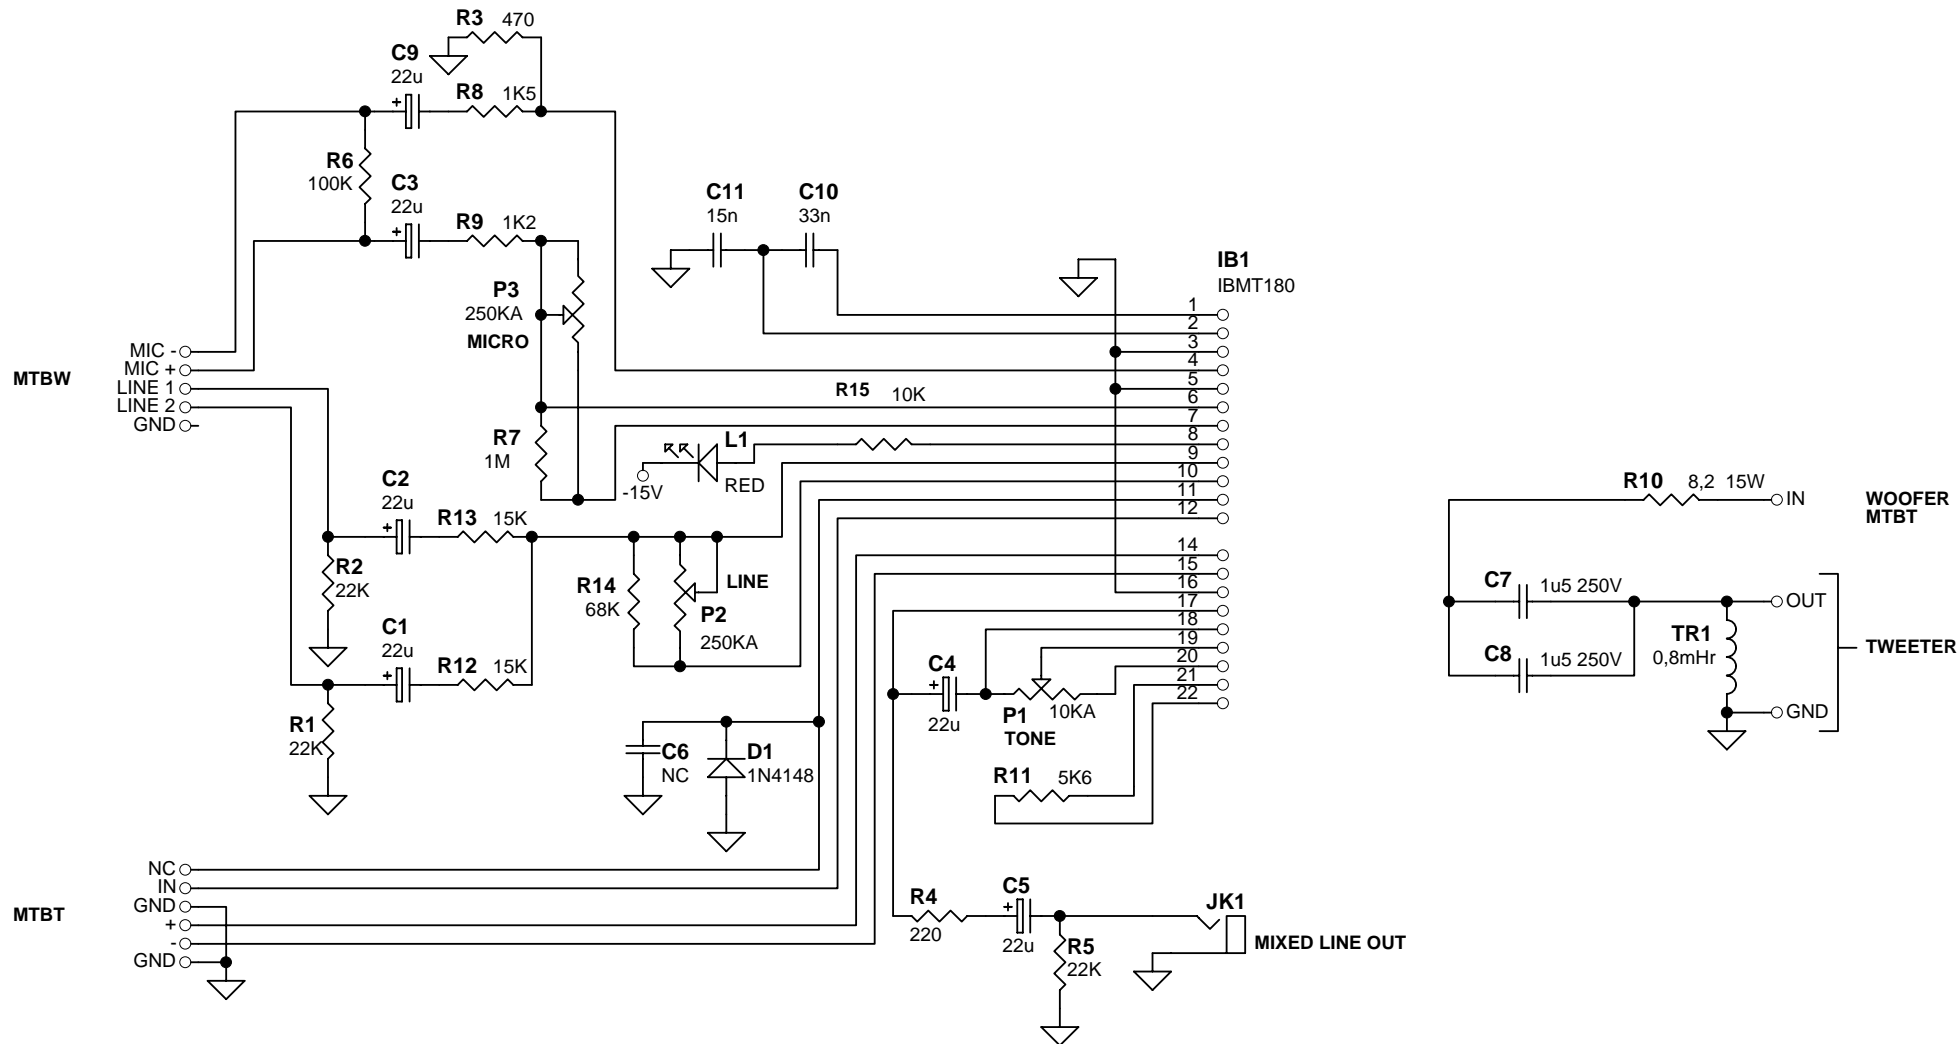 R3 470
C9
22u
R8 1K5
R6
100K
C3
22u
R9 1K2
P3
250KA
MICRO
C11
15n
C10
33n
IB1
IBMT180
1
2
3
4
5
6
7
8
9
10
11
12
14
15
16
17
18
19
20
21
22
MTBW
MIC -
MIC +
LINE 1
LINE 2
GND
R15 10K
R7
1M
L1
RED
-15V
C2
22u
R13 15K
R2
22K
R14
68K
LINE
P2
250KA
C1
22u
R12 15K
R1
22K
C6
NC
D1
1N4148
C4
+
22u
P1
10KA
TONE
R11 5K6
MTBT
NC
IN
GND
+
-
GND
R4
220
C5
+
22u
R5
22K
JK1
MIXED LINE OUT
R10 8,2 15W
IN
WOOFER
MTBT
C7 1u5 250V
OUT
C8 1u5 250V
TR1
0,8mHr
TWEETER
GND